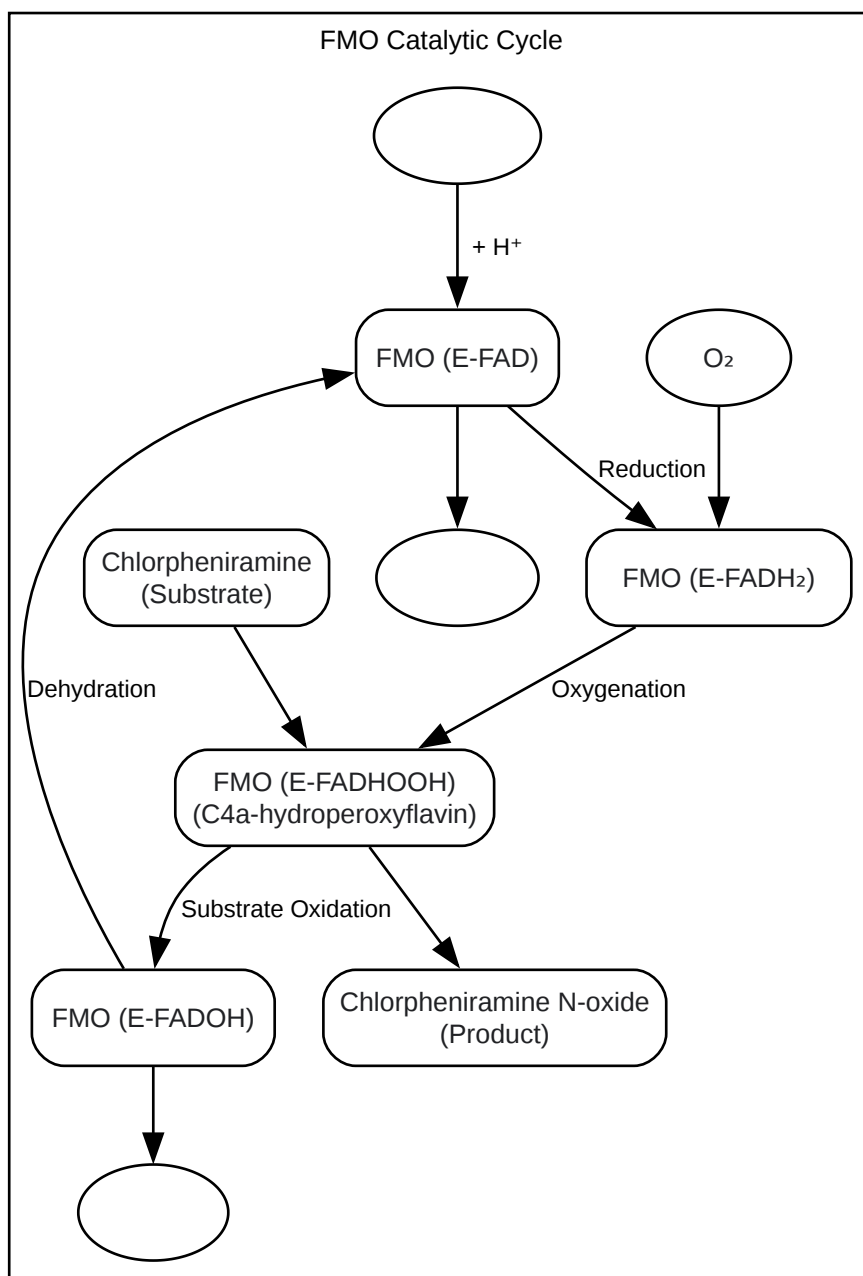 FMO Catalytic Cycle
+ H⁺
FMO (E-FAD)
O₂
Reduction
Chlorpheniramine
(Substrate)
FMO (E-FADH₂)
Dehydration
Oxygenation
FMO (E-FADHOOH)
(C4a-hydroperoxyflavin)
Substrate Oxidation
FMO (E-FADOH)
Chlorpheniramine N-oxide
(Product)